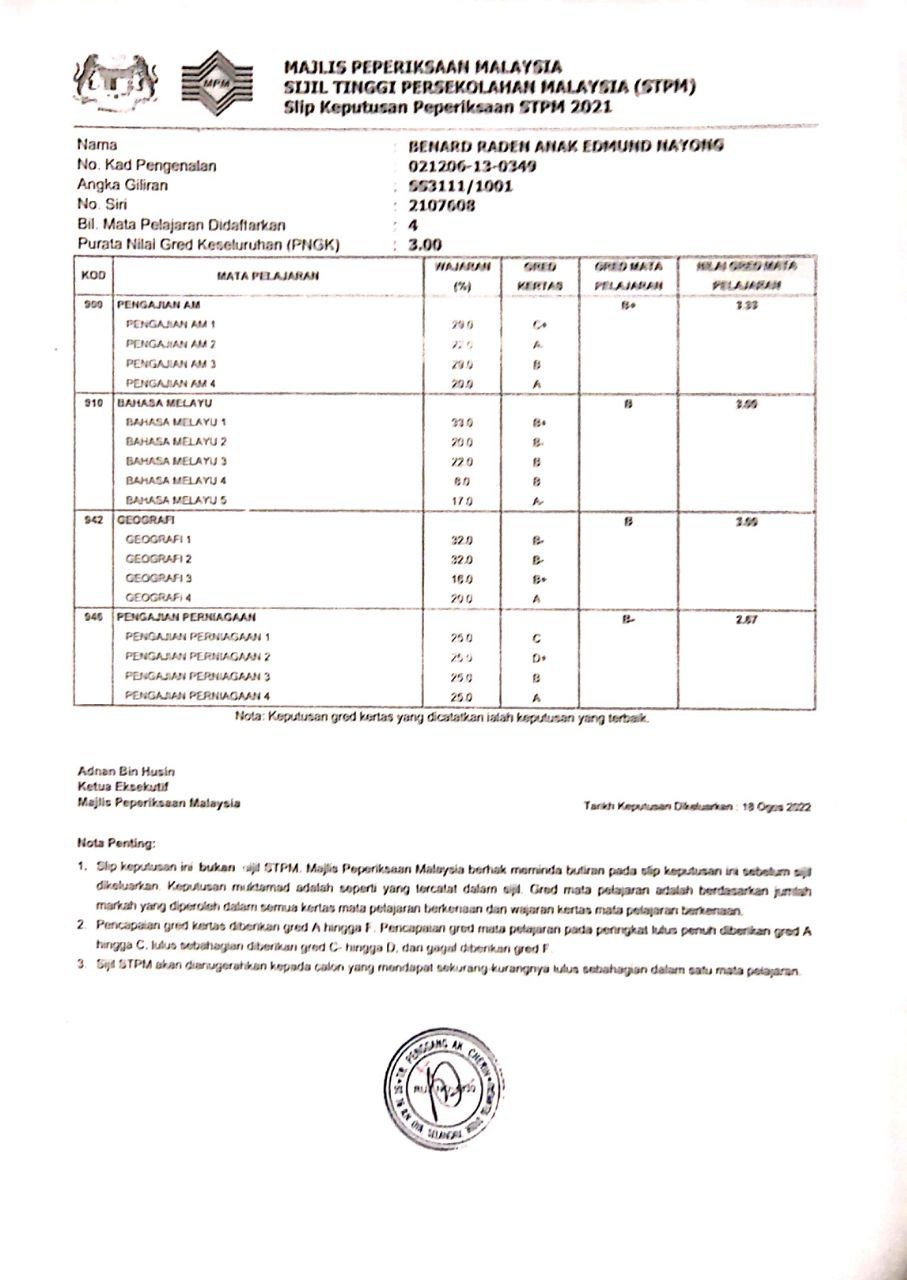 MPM
MAJLIS PEPERIKSAAN MALAYSIA
SIJIL TINGGI PERSEKOLAHAN MALAYSIA (STPM)
Slip Keputusan Peperiksaan STPM 2021
Nama : BENARD RADEN ANAK EDMUND NAYONG
No. Kad Pengenalan : 021206-13-0349
Angka Giliran : SS3111/1001
No. Siri : 2107608
Bil. Mata Pelajaran Didaftarkan : 4
Purata Nilai Gred Keseluruhan (PNGK) : 3.00
KOD MATA PELAJARAN WAJARAN (%) GRED KERTAS GRED MATA PELAJARAN NILAI GRED MATA PELAJARAN
900 PENGAJIAN AM B+ 3.33
PENGAJIAN AM 1 29.0 C+
PENGAJIAN AM 2 22.0 A-
PENGAJIAN AM 3 29.0 B
PENGAJIAN AM 4 20.0 A
910 BAHASA MELAYU B 3.00
BAHASA MELAYU 1 33.0 B+
BAHASA MELAYU 2 20.0 B-
BAHASA MELAYU 3 22.0 B
BAHASA MELAYU 4 8.0 B
BAHASA MELAYU 5 17.0 A-
942 GEOGRAFI B 3.00
GEOGRAFI 1 32.0 B-
GEOGRAFI 2 32.0 B-
GEOGRAFI 3 16.0 B+
GEOGRAFI 4 20.0 A
946 PENGAJIAN PERNIAGAAN B- 2.67
PENGAJIAN PERNIAGAAN 1 25.0 C
PENGAJIAN PERNIAGAAN 2 25.0 D+
PENGAJIAN PERNIAGAAN 3 25.0 B
PENGAJIAN PERNIAGAAN 4 25.0 A
Nota: Keputusan gred kertas yang dicatatkan ialah keputusan yang terbaik.
Adnan Bin Husin
Ketua Eksekutif
Majlis Peperiksaan Malaysia
Tarikh Keputusan Dikeluarkan : 18 Ogos 2022
Nota Penting:
1. Slip keputusan ini bukan sijil STPM. Majlis Peperiksaan Malaysia berhak meminda butiran pada slip keputusan ini sebelum sijil
dikeluarkan. Keputusan muktamad adalah seperti yang tercatat dalam sijil. Gred mata pelajaran adalah berdasarkan jumlah
markah yang diperoleh dalam semua kertas mata pelajaran berkenaan dan wajaran kertas mata pelajaran berkenaan.
2. Pencapaian gred kertas diberikan gred A hingga F. Pencapaian gred mata pelajaran pada peringkat lulus penuh diberikan gred A
hingga C, lulus sebahagian diberikan gred C- hingga D, dan gagal diberikan gred F.
3. Sijil STPM akan dianugerahkan kepada calon yang mendapat sekurang-kurangnya lulus sebahagian dalam satu mata pelajaran.
TR. PENGGANG AK. CHERIN